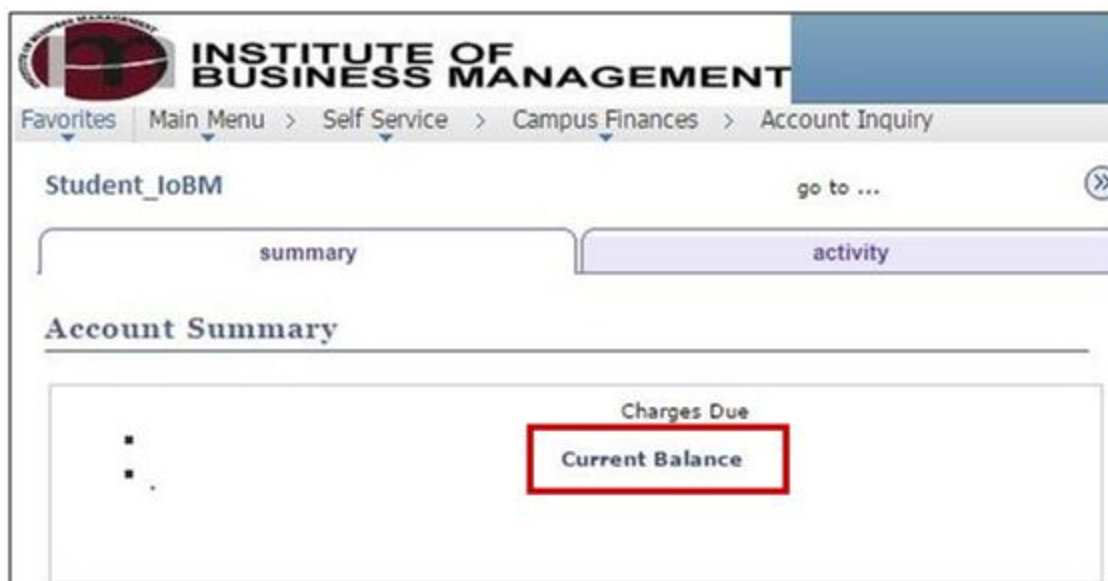 INSTITUTE OF
BUSINESS MANAGEMENT
Favorites Main Menu > Self Service > Campus Finances > Account Inquiry
Student_IoBM go to ...
summary activity
Account Summary
Charges Due
Current Balance